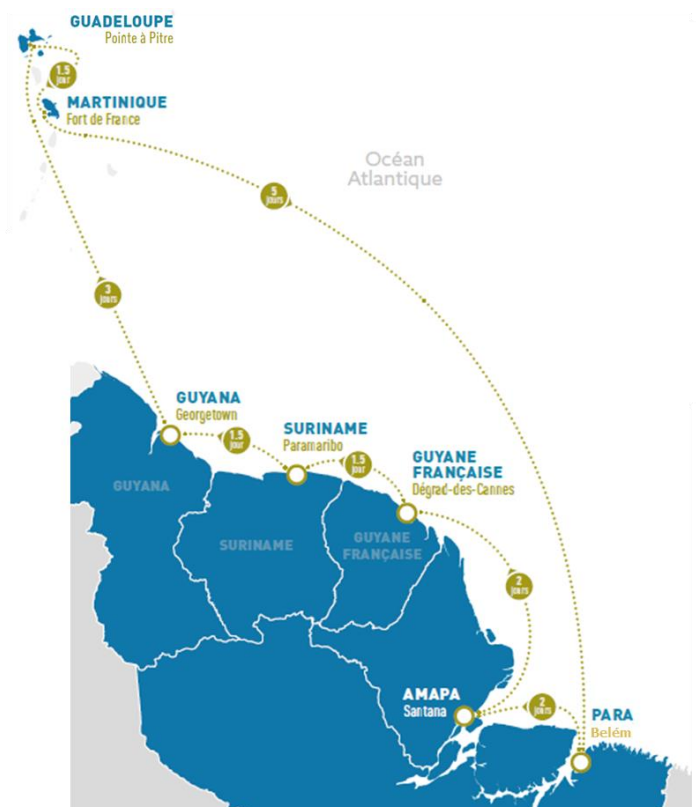 GUADELOUPE
Pointe à Pitre
1.5
jour
MARTINIQUE
Fort de France
Océan
Atlantique
5
jours
3
jours
GUYANA
Georgetown
1.5
jour
SURINAME
Paramaribo
1.5
jour
GUYANE
FRANÇAISE
Dégrad-des-Cannes
GUYANA
SURINAME
GUYANE
FRANÇAISE
2
jours
AMAPA
Santana
2
jours
PARA
Belém